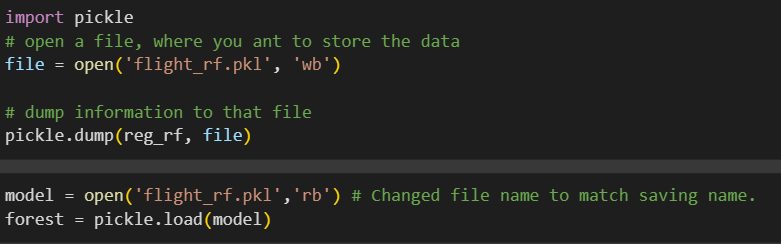 import pickle
# open a file, where you ant to store the data
file = open('flight_rf.pkl', 'wb')
# dump information to that file
pickle.dump(reg_rf, file)
model = open('flight_rf.pkl','rb') # Changed file name to match saving name.
forest = pickle.load(model)